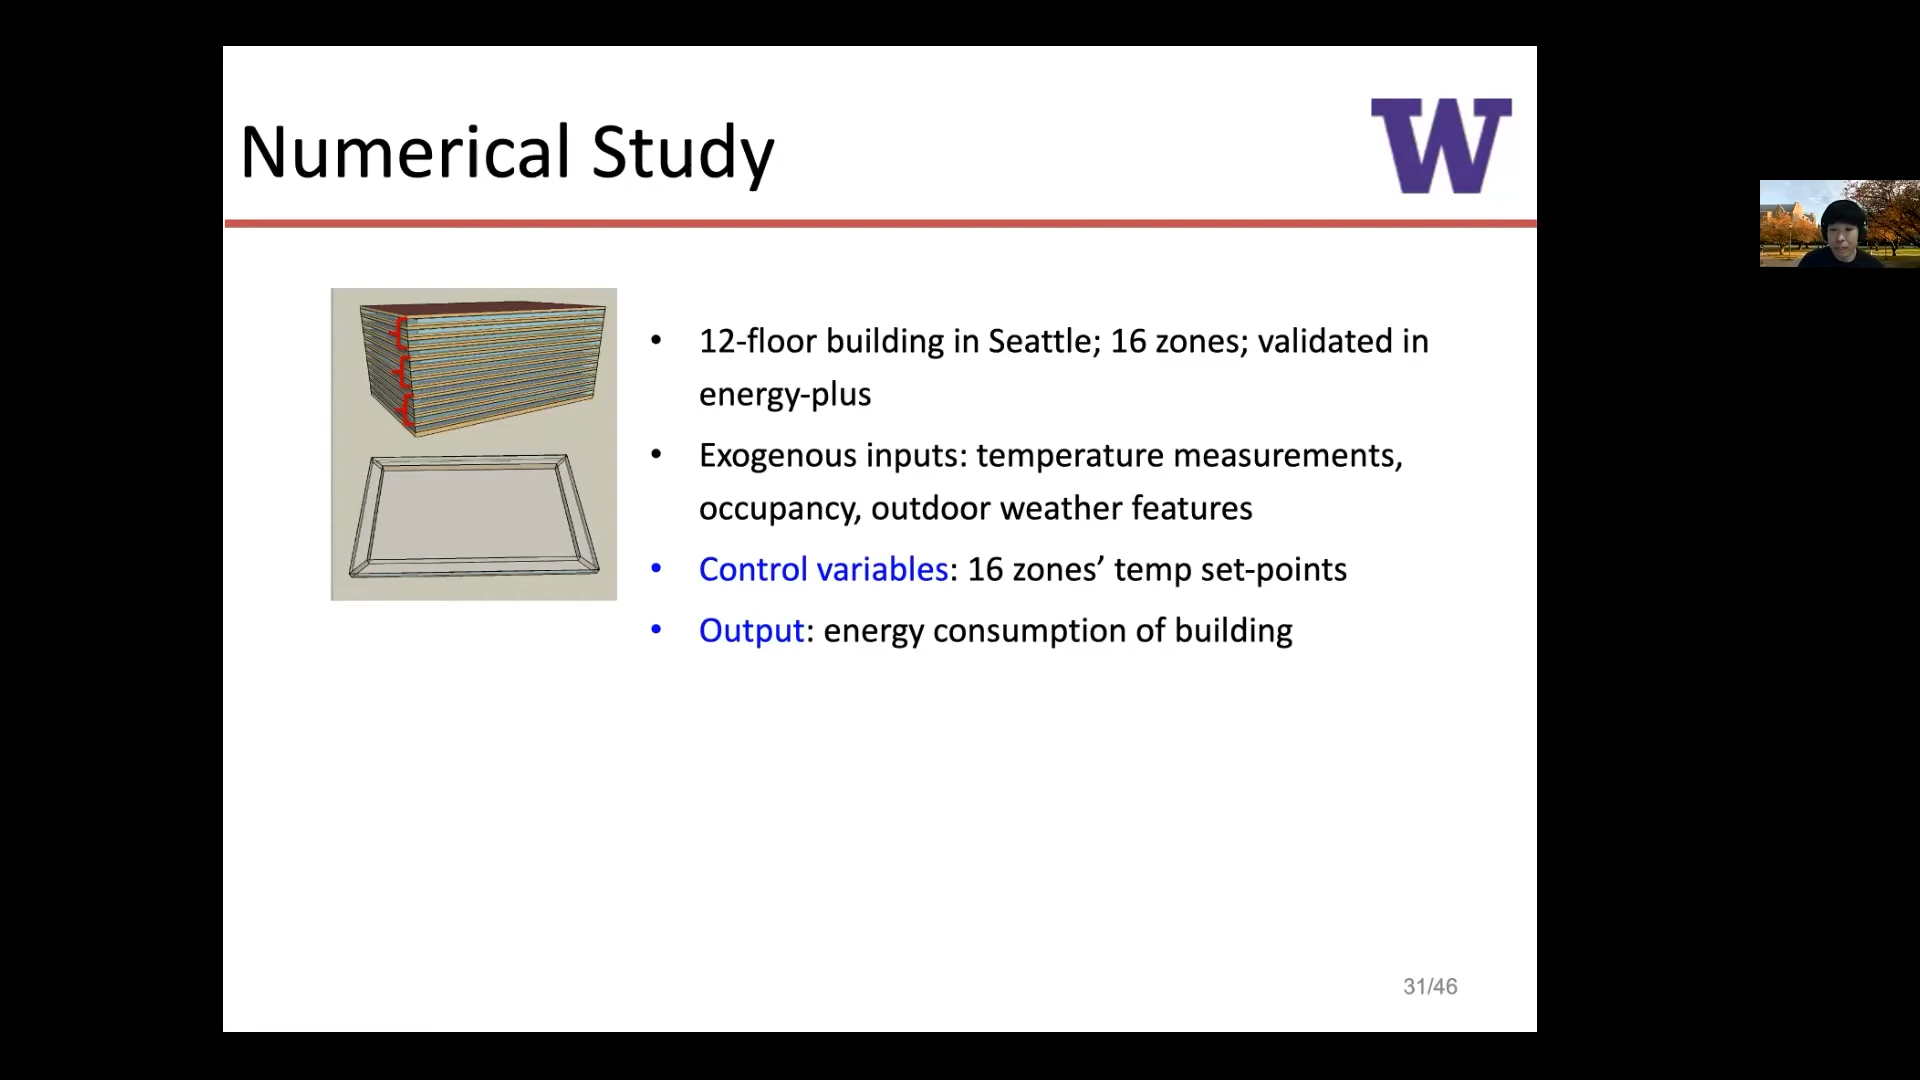 Numerical Study
W
• 12-floor building in Seattle; 16 zones; validated in
energy-plus
• Exogenous inputs: temperature measurements,
occupancy, outdoor weather features
• Control variables: 16 zones’ temp set-points
• Output: energy consumption of building
31/46